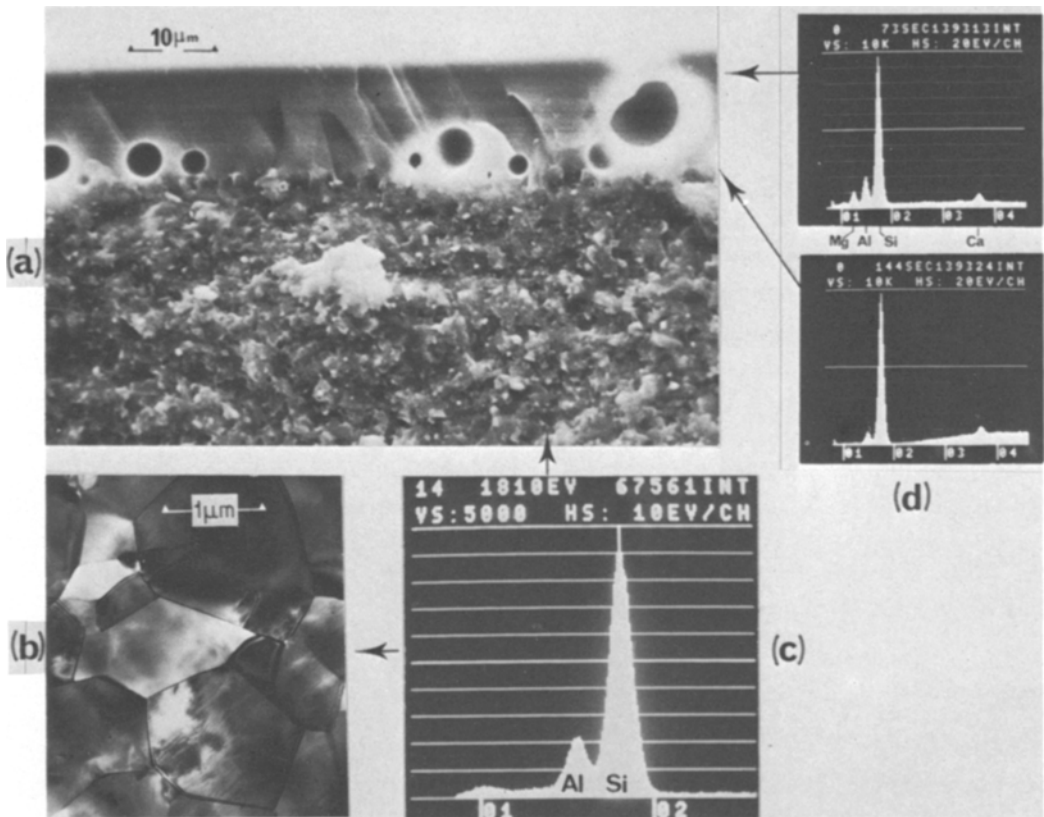 10μm
(a)
0 73SEC139313INT
VS: 10K HS: 20EV/CH
01 02 03 04
Mg Al Si Ca
0 144SEC139324INT
VS: 10K HS: 20EV/CH
01 02 03 04
(d)
1μm
(b)
14 1810EV 67561INT
VS:5000 HS: 10EV/CH
Al Si
01 02
(c)